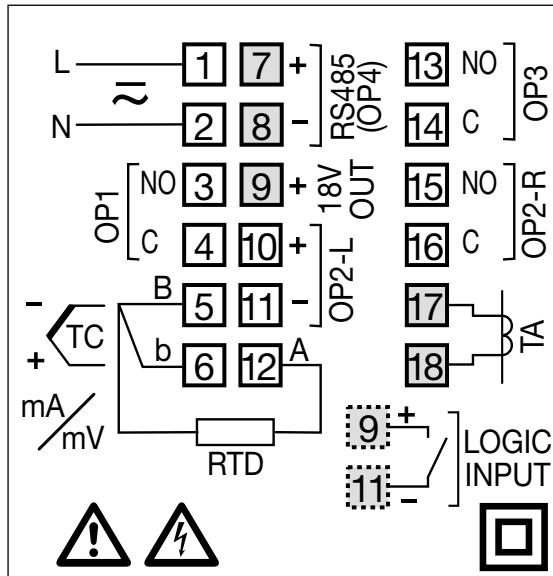 L 1 7 + 13 NO
RS485 (OP4)
OP3
N 2 8 – 14 C
OP1
NO 3 9 + 18V OUT 15 NO
OP2-R
C 4 10 + 16 C
OP2-L
– B 5 11 – 17
TC
TA
+ b 6 12 A 18
mA/mV
RTD
9 +
LOGIC
INPUT
11 –